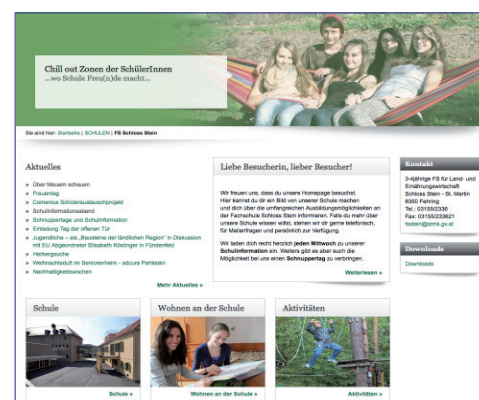 Chill out Zonen der SchülerInnen
...wo Schule Freu(n)de macht...
Sie sind hier: Startseite | SCHULEN | FS Schloss Stein
Aktuelles
» Über Mauern schauen
» Frauentag
» Comenius Schüleraustauschprojekt
» Schulinformationsabend
» Schnuppertage und Schulinformation
» Einladung Tag der offenen Tür
» Jugendliche – als „Bausteine der ländlichen Region" in Diskussion
mit EU Abgeordneter Elisabeth Köstinger in Fürstenfeld
» Herbergsuche
» Weihnachtsduft im Seniorenheim - adcura Pertlstein
» Nachhaltigkeitswochen
Mehr Aktuelles »
Liebe Besucherin, lieber Besucher!
Wir freuen uns, dass du unsere Homepage besuchst.
Hier kannst du dir ein Bild von unserer Schule machen
und dich über die umfangreichen Ausbildungsmöglichkeiten an
der Fachschule Schloss Stein informieren. Falls du mehr über
unsere Schule wissen willst, stehen wir dir gerne telefonisch,
für Mailanfragen und persönlich zur Verfügung.
Wir laden dich recht herzlich jeden Mittwoch zu unserer
Schulinformation ein. Weiters gibt es aber auch die
Möglichkeit bei uns einen Schnuppertag zu verbringen.
Weiterlesen »
Kontakt
3-jährige FS für Land- und
Ernährungswirtschaft
Schloss Stein - St. Martin
8350 Fehring
Tel.: 03155/2336
Fax: 03155/233621
fsstein@stmk.gv.at
Downloads
Downloads
Schule
Schule »
Wohnen an der Schule
Wohnen an der Schule »
Aktivitäten
Aktivitäten »